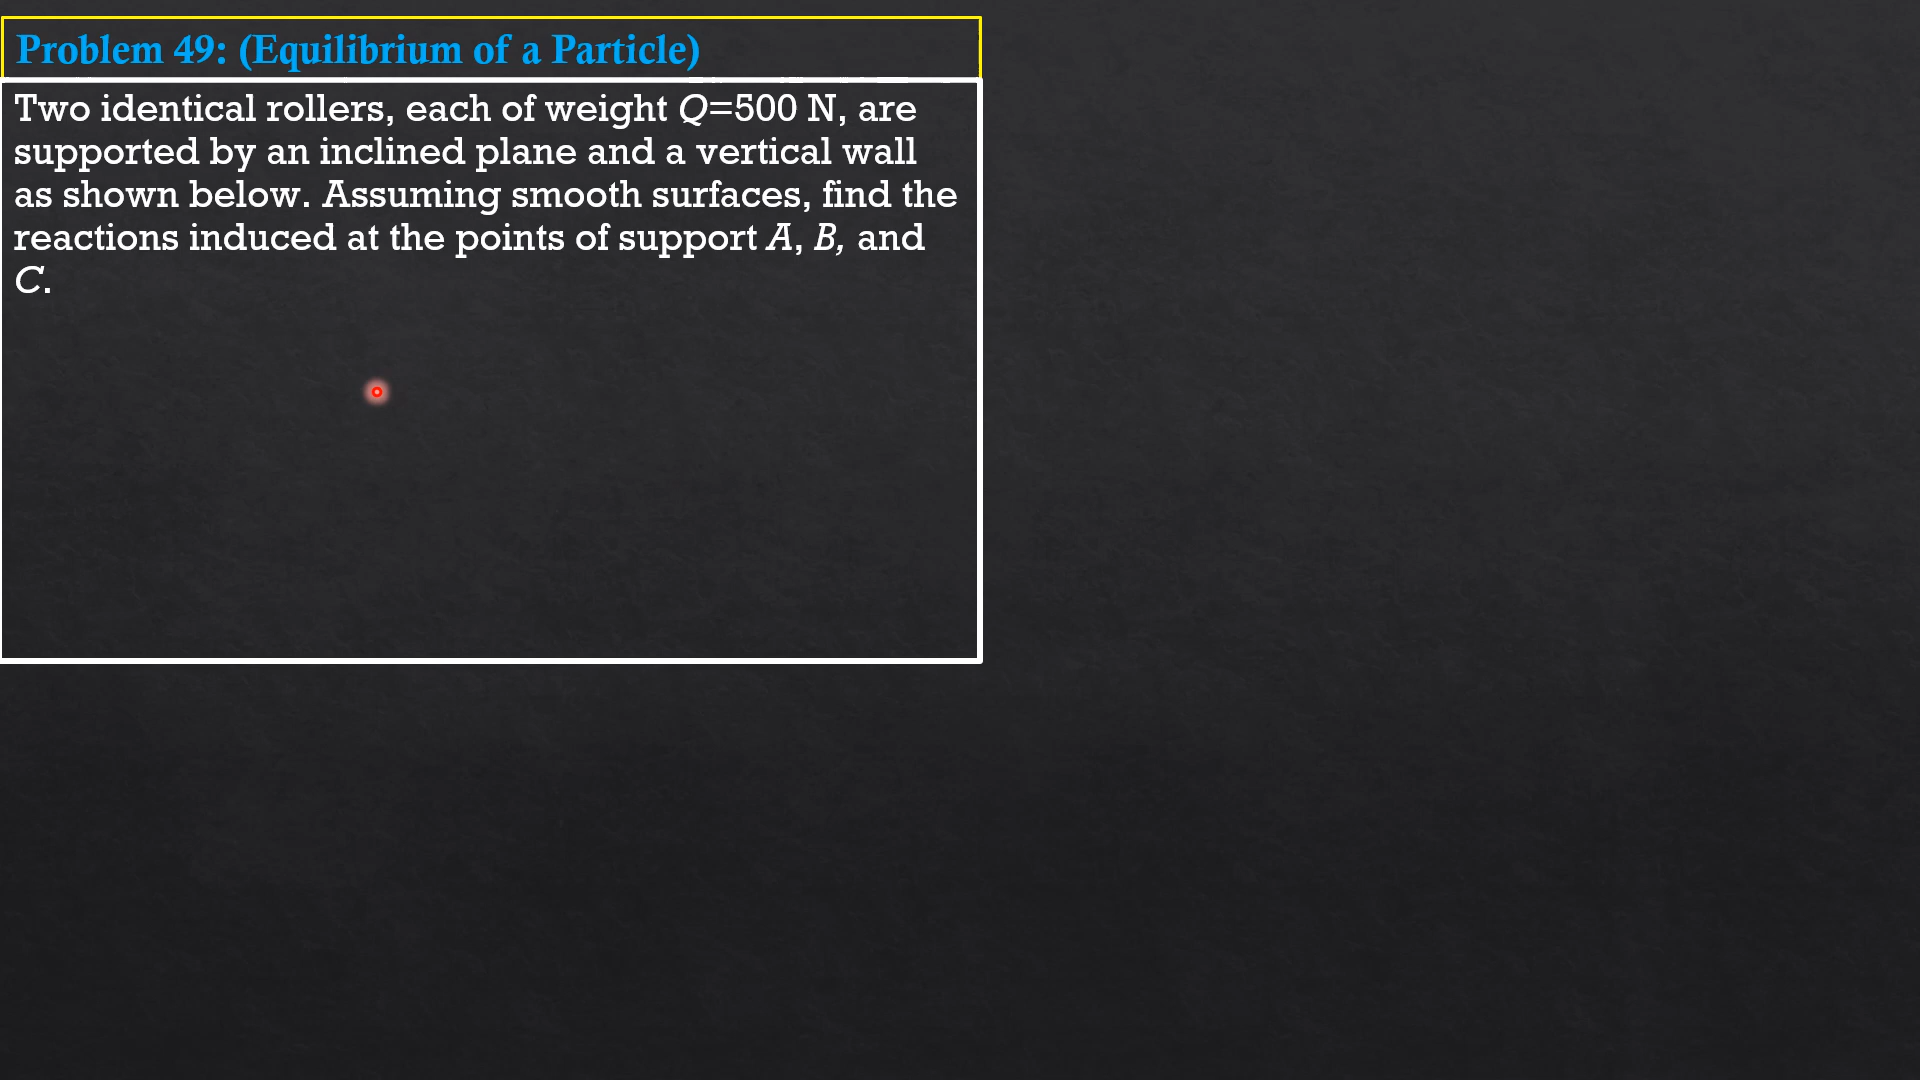 Problem 49: (Equilibrium of a Particle)
Two identical rollers, each of weight Q=500 N, are
supported by an inclined plane and a vertical wall
as shown below. Assuming smooth surfaces, find the
reactions induced at the points of support A, B, and
C.